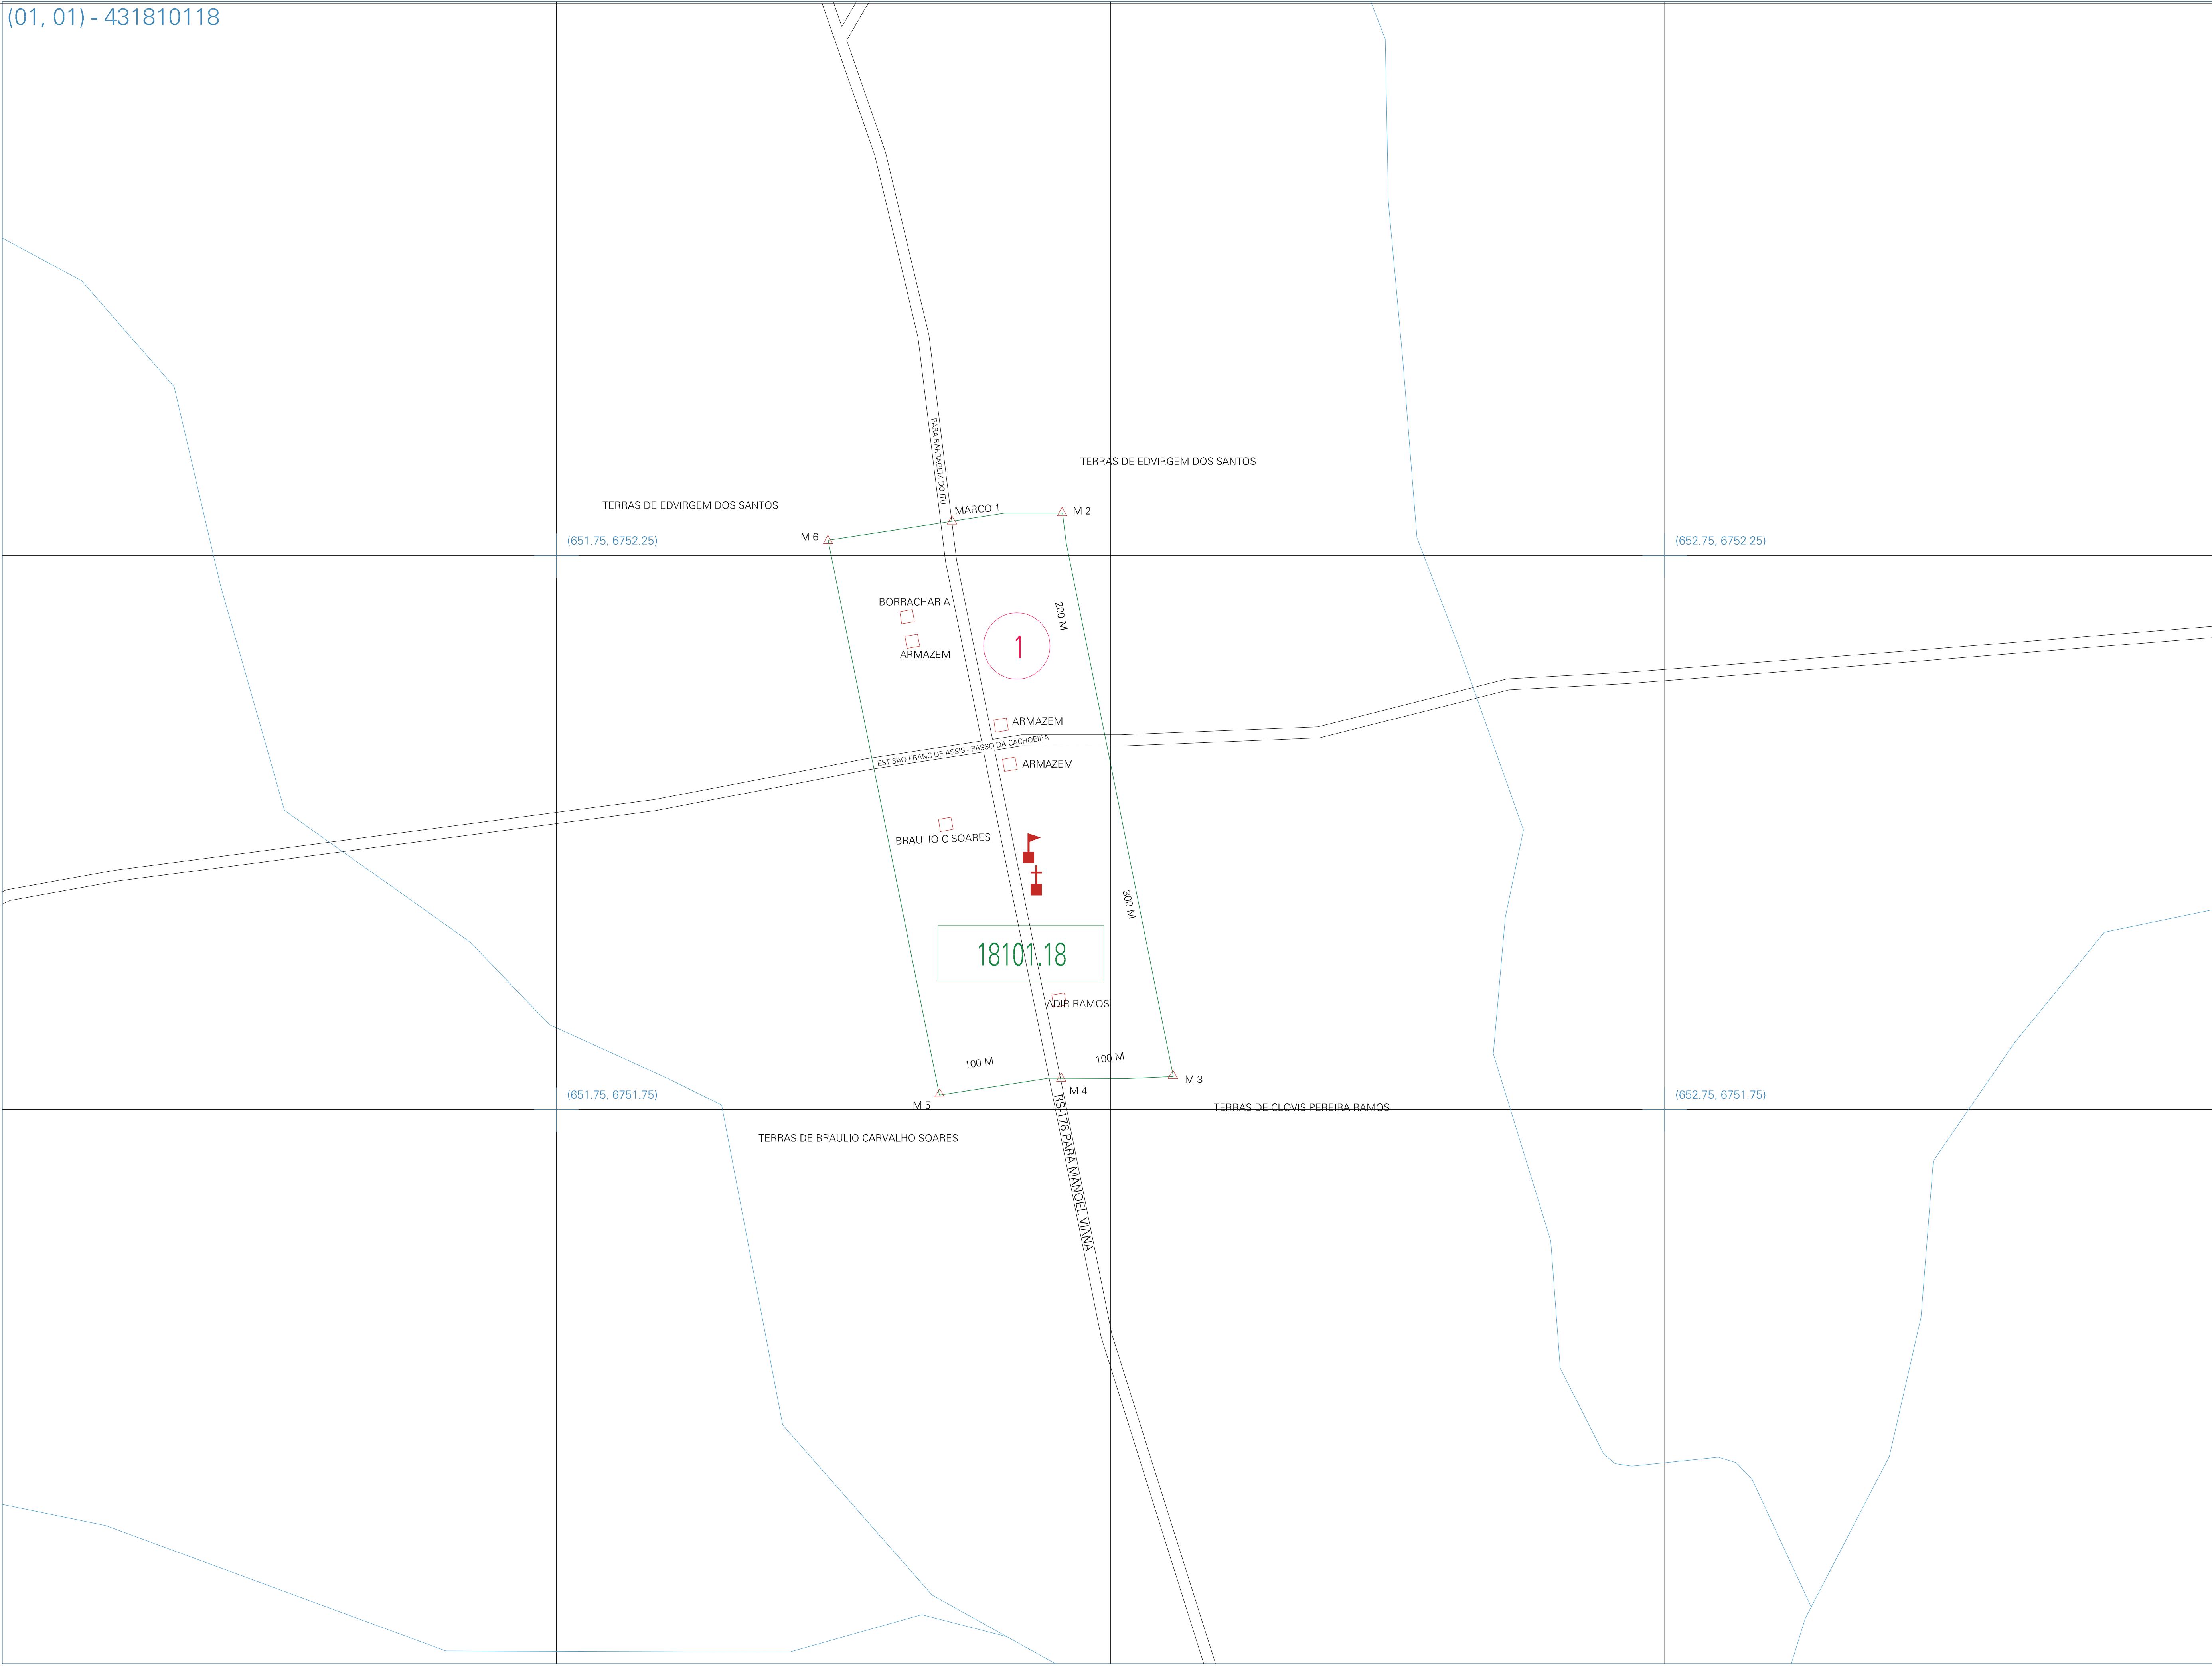 (01, 01) - 431810118
PARA BARRAGEM DO ITU
TERRAS DE EDVIRGEM DOS SANTOS
TERRAS DE EDVIRGEM DOS SANTOS
MARCO 1
M 2
M 6
(651.75, 6752.25)
(652.75, 6752.25)
BORRACHARIA
200 M
1
ARMAZEM
ARMAZEM
EST SAO FRANC DE ASSIS - PASSO DA CACHOEIRA
ARMAZEM
BRAULIO C SOARES
300 M
18101.18
ADIR RAMOS
100 M
100 M
M 3
M 4
(651.75, 6751.75)
(652.75, 6751.75)
M 5
TERRAS DE CLOVIS PEREIRA RAMOS
TERRAS DE BRAULIO CARVALHO SOARES
RS-176 PARA MANOEL VIANA